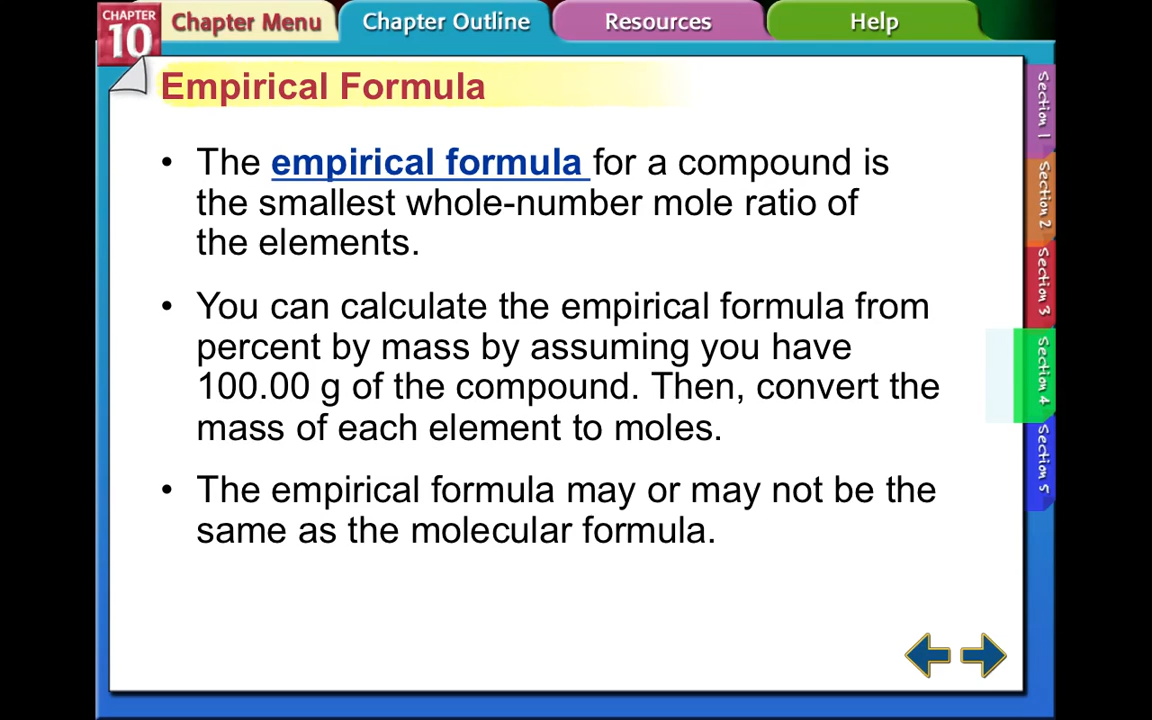 CHAPTER
10
Chapter Menu
Chapter Outline
Resources
Help
Empirical Formula
• The empirical formula for a compound is
the smallest whole-number mole ratio of
the elements.
• You can calculate the empirical formula from
percent by mass by assuming you have
100.00 g of the compound. Then, convert the
mass of each element to moles.
• The empirical formula may or may not be the
same as the molecular formula.
Section 1
Section 2
Section 3
Section 4
Section 5